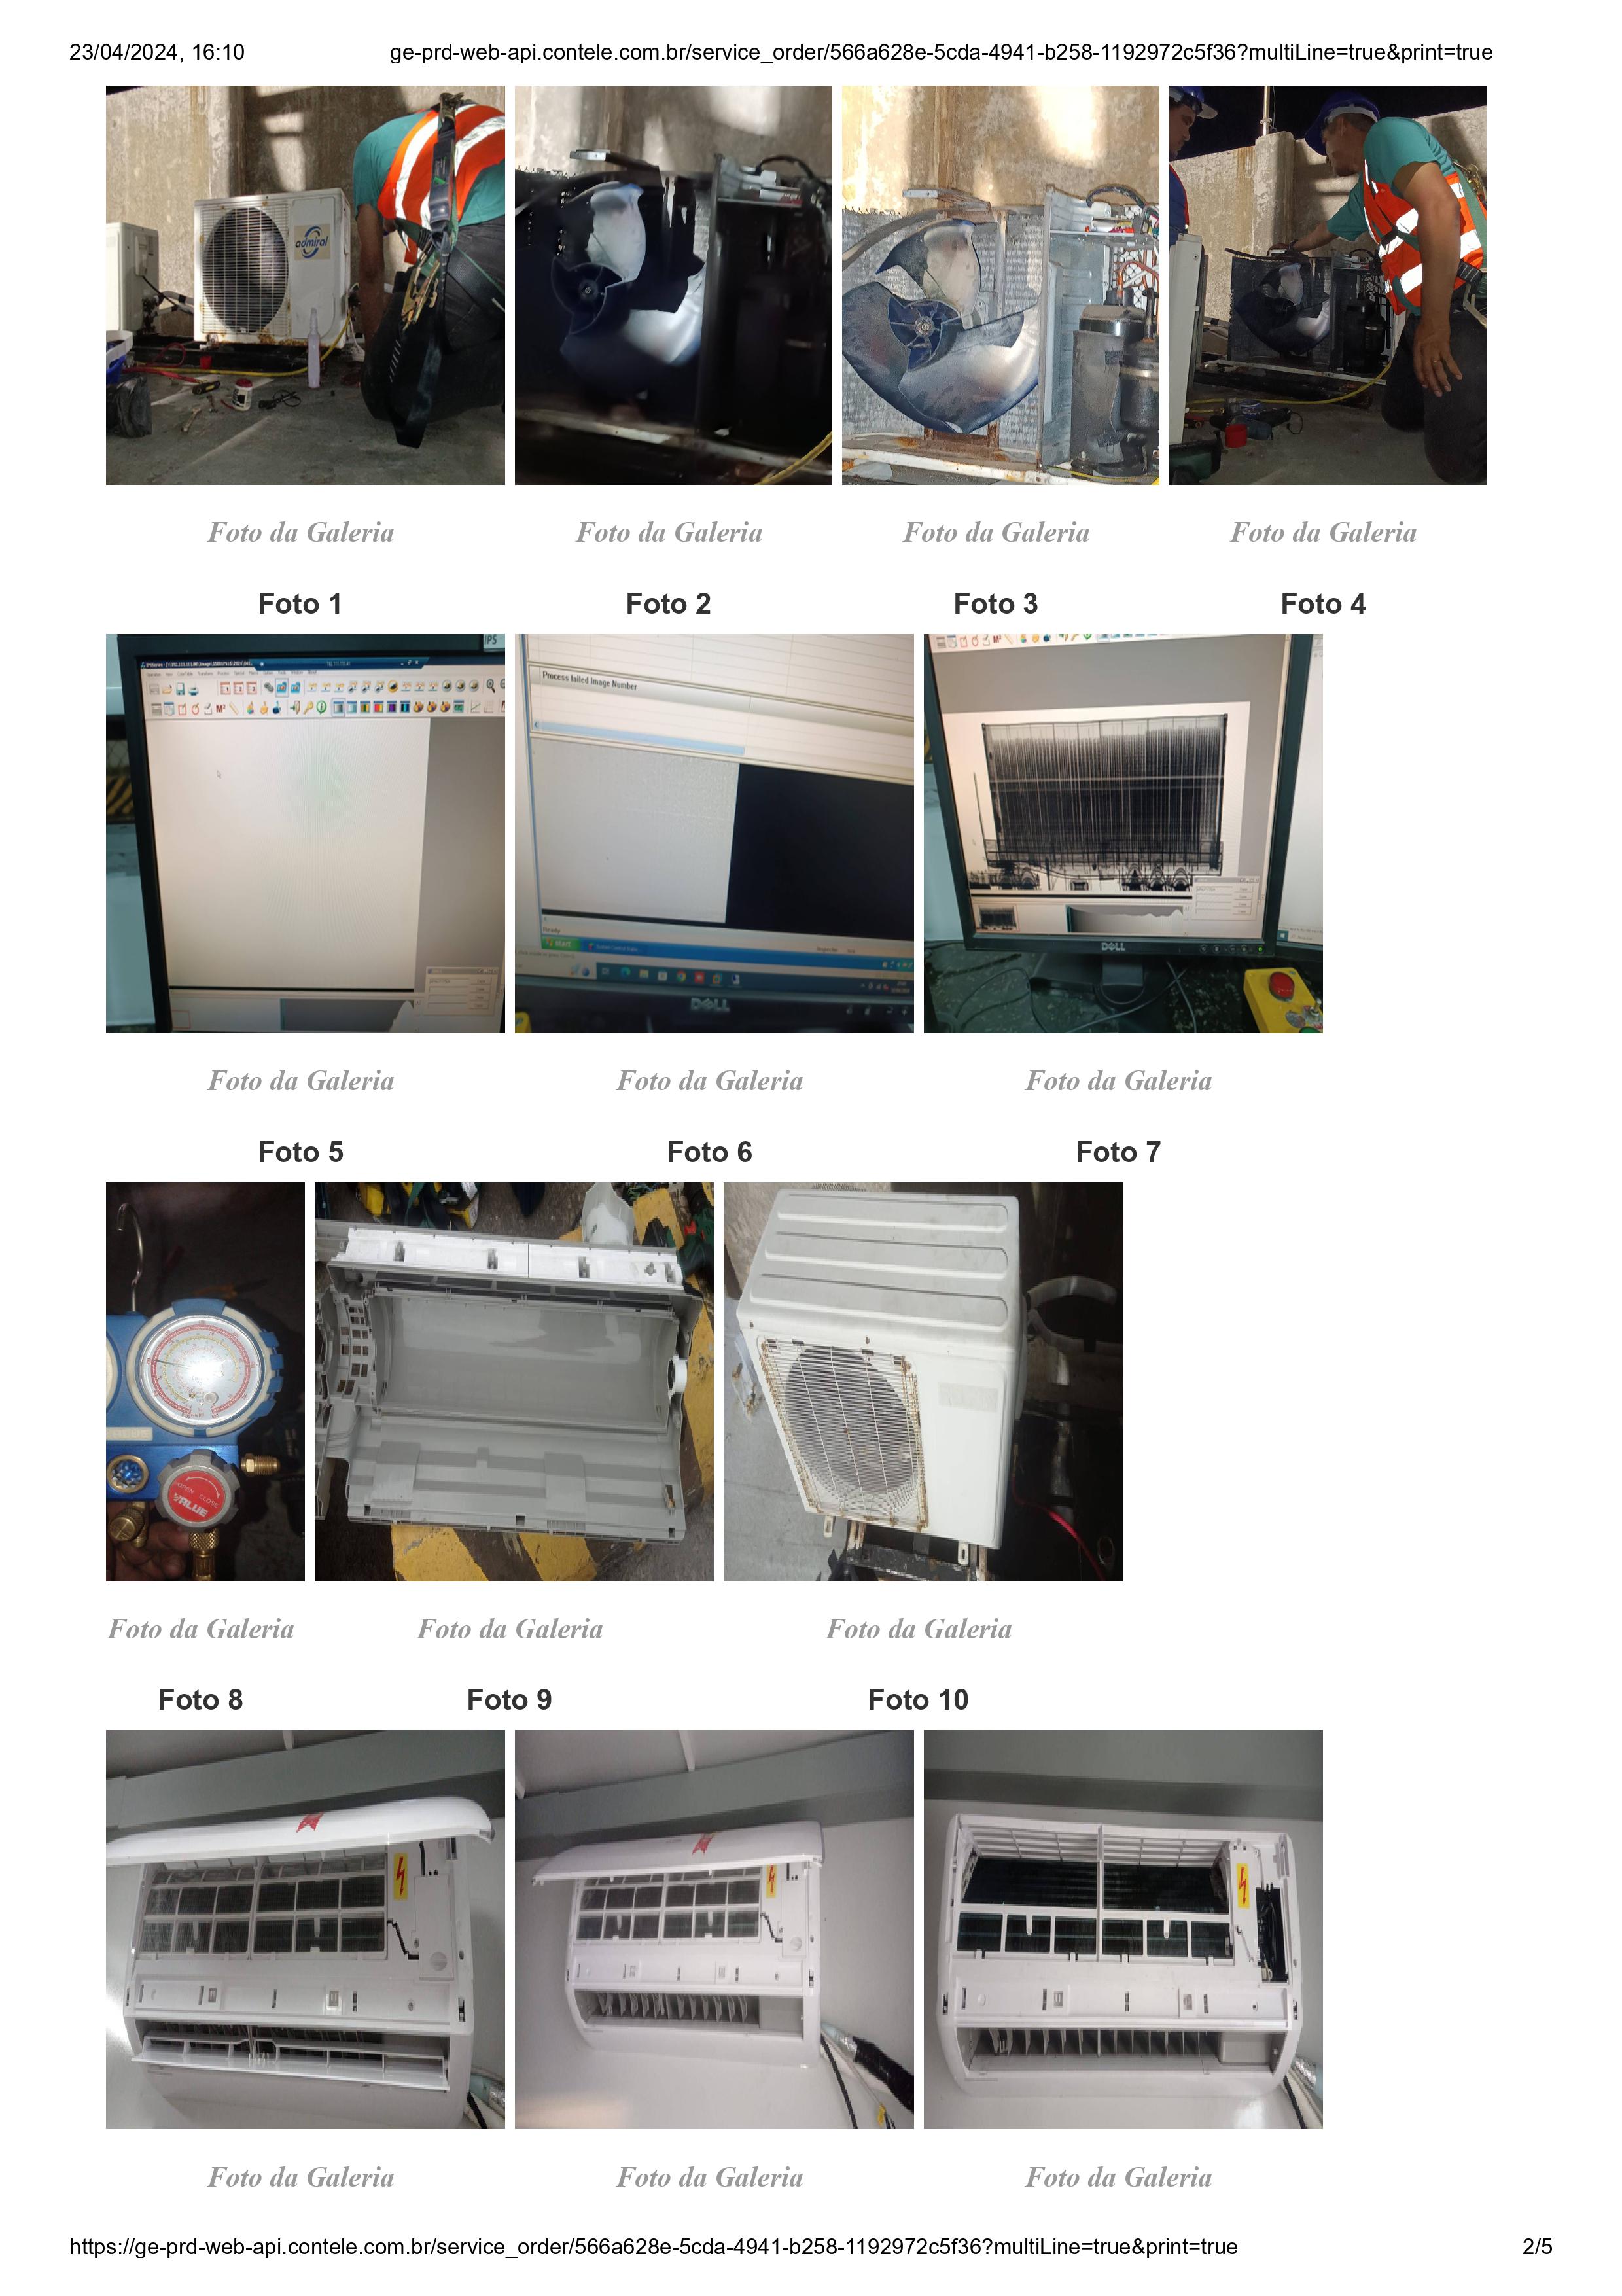 23/04/2024, 16:10 ge-prd-web-api.contele.com.br/service_order/566a628e-5cda-4941-b258-1192972c5f36?multiLine=true&print=true
admiral
Foto da Galeria Foto da Galeria Foto da Galeria Foto da Galeria
Foto 1 Foto 2 Foto 3 Foto 4
IPS
Process failed Image Number
Ready
start
DELL
DELL
Foto da Galeria Foto da Galeria Foto da Galeria
Foto 5 Foto 6 Foto 7
OPEN CLOSE
VALUE
Foto da Galeria Foto da Galeria Foto da Galeria
Foto 8 Foto 9 Foto 10
Foto da Galeria Foto da Galeria Foto da Galeria
https://ge-prd-web-api.contele.com.br/service_order/566a628e-5cda-4941-b258-1192972c5f36?multiLine=true&print=true 2/5